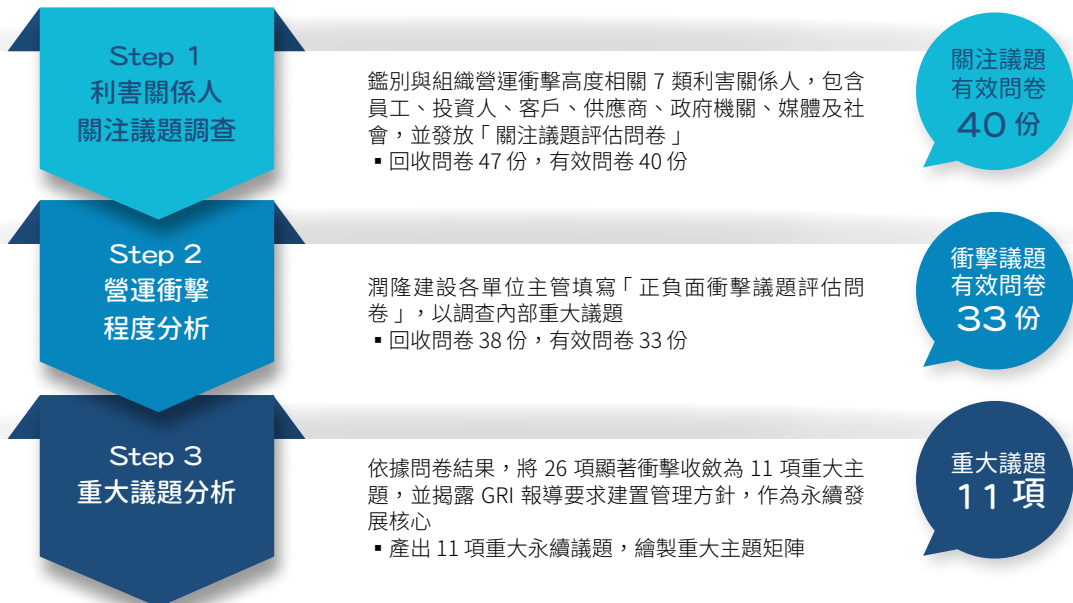 Step 1
利害關係人
關注議題調查
鑑別與組織營運衝擊高度相關 7 類利害關係人，包含
員工、投資人、客戶、供應商、政府機關、媒體及社
會，並發放「關注議題評估問卷」
▪ 回收問卷 47 份，有效問卷 40 份
關注議題
有效問卷
40 份
Step 2
營運衝擊
程度分析
潤隆建設各單位主管填寫「正負面衝擊議題評估問
卷」，以調查內部重大議題
▪ 回收問卷 38 份，有效問卷 33 份
衝擊議題
有效問卷
33 份
Step 3
重大議題分析
依據問卷結果，將 26 項顯著衝擊收斂為 11 項重大主
題，並揭露 GRI 報導要求建置管理方針，作為永續發
展核心
▪ 產出 11 項重大永續議題，繪製重大主題矩陣
重大議題
11 項